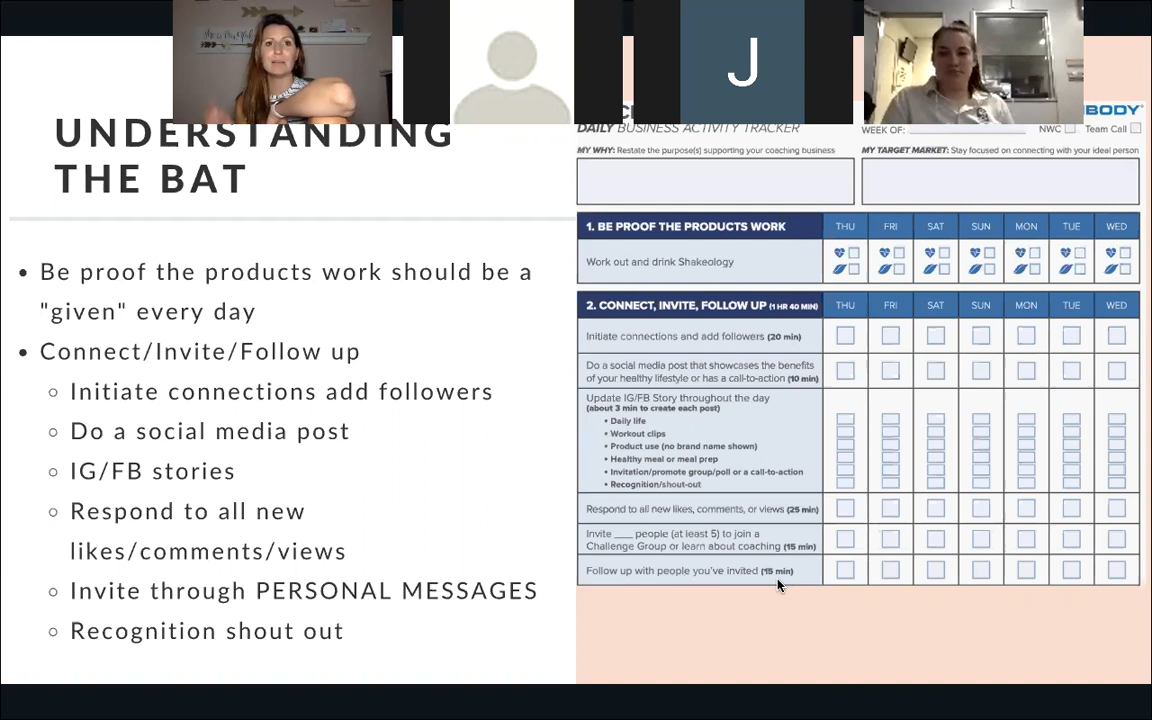 J
UNDERSTANDING
THE BAT
• Be proof the products work should be a
"given" every day
• Connect/Invite/Follow up
◦ Initiate connections add followers
◦ Do a social media post
◦ IG/FB stories
◦ Respond to all new
likes/comments/views
◦ Invite through PERSONAL MESSAGES
◦ Recognition shout out
BODY
DAILY BUSINESS ACTIVITY TRACKER
WEEK OF: NWC Team Call
MY WHY: Restate the purpose(s) supporting your coaching business
MY TARGET MARKET: Stay focused on connecting with your ideal person
1. BE PROOF THE PRODUCTS WORK THU FRI SAT SUN MON TUE WED
Work out and drink Shakeology
2. CONNECT, INVITE, FOLLOW UP (1 HR 40 MIN) THU FRI SAT SUN MON TUE WED
Initiate connections and add followers (20 min)
Do a social media post that showcases the benefits
of your healthy lifestyle or has a call-to-action (10 min)
Update IG/FB Story throughout the day
(about 3 min to create each post)
• Daily life
• Workout clips
• Product use (no brand name shown)
• Healthy meal or meal prep
• Invitation/promote group/poll or a call-to-action
• Recognition/shout-out
Respond to all new likes, comments, or views (25 min)
Invite ___ people (at least 5) to join a
Challenge Group or learn about coaching (15 min)
Follow up with people you've invited (15 min)